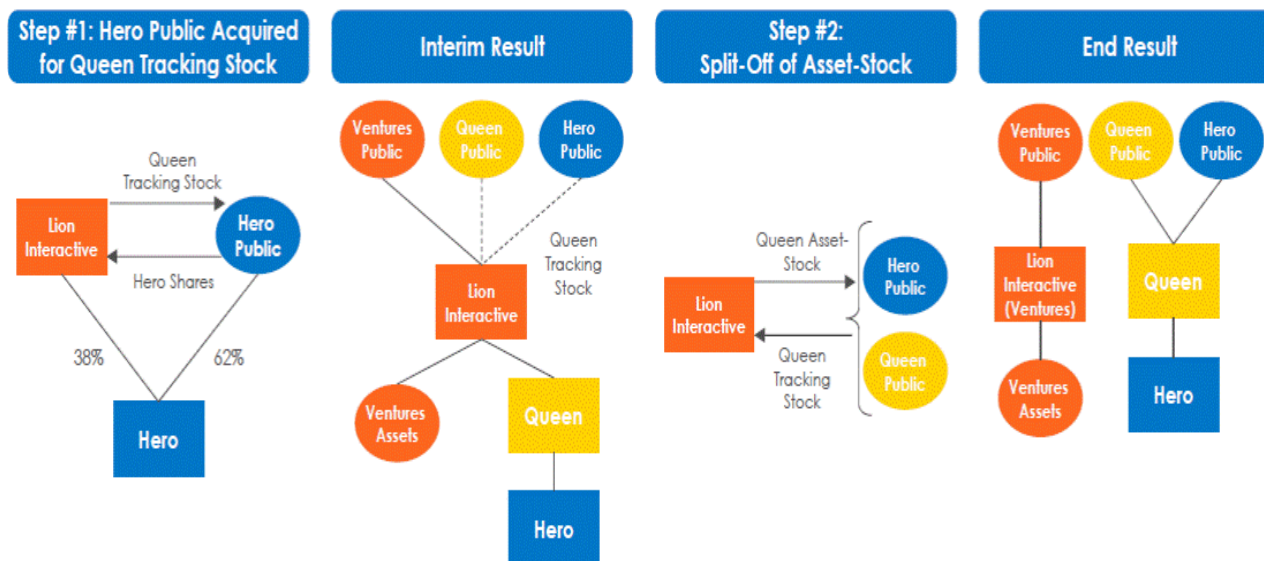 Step #1: Hero Public Acquired
for Queen Tracking Stock
Queen
Tracking Stock
Lion
Interactive
Hero
Public
Hero Shares
38%
62%
Hero
Interim Result
Ventures
Public
Queen
Public
Hero
Public
Queen
Tracking
Stock
Lion
Interactive
Ventures
Assets
Queen
Hero
Step #2:
Split-Off of Asset-Stock
Queen Asset-
Stock
Hero
Public
Lion
Interactive
Queen
Tracking
Stock
Queen
Public
End Result
Ventures
Public
Queen
Public
Hero
Public
Lion
Interactive
(Ventures)
Queen
Ventures
Assets
Hero